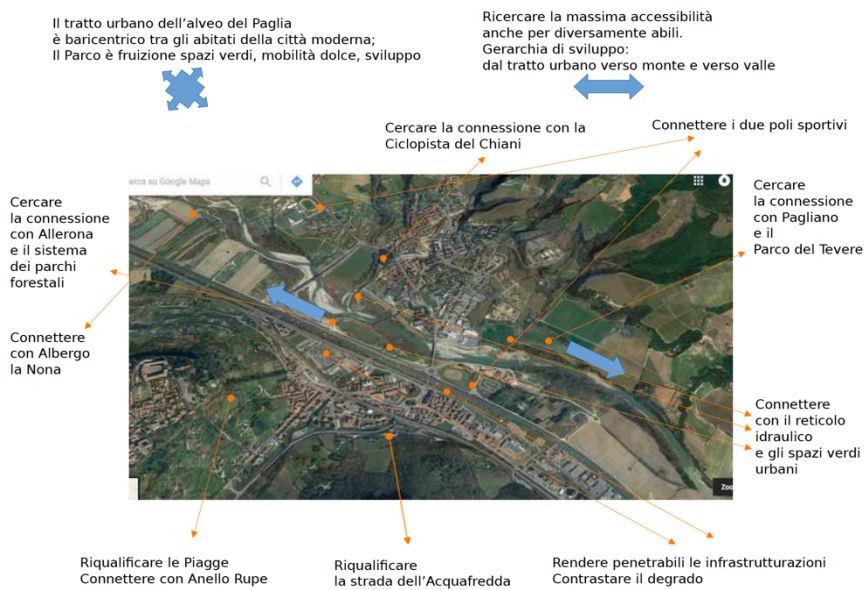 Il tratto urbano dell'alveo del Paglia
è baricentrico tra gli abitati della città moderna;
Il Parco è fruizione spazi verdi, mobilità dolce, sviluppo
Ricercare la massima accessibilità
anche per diversamente abili.
Gerarchia di sviluppo:
dal tratto urbano verso monte e verso valle
Cercare la connessione con la
Ciclopista del Chiani
Connettere i due poli sportivi
erca su Google Maps
Cercare
la connessione
con Allerona
e il sistema
dei parchi
forestali
Cercare
la connessione
con Pagliano
e il
Parco del Tevere
Connettere
con Albergo
la Nona
Connettere
con il reticolo
idraulico
e gli spazi verdi
urbani
Zoo
Riqualificare le Piagge
Connettere con Anello Rupe
Riqualificare
la strada dell'Acquafredda
Rendere penetrabili le infrastrutturazioni
Contrastare il degrado